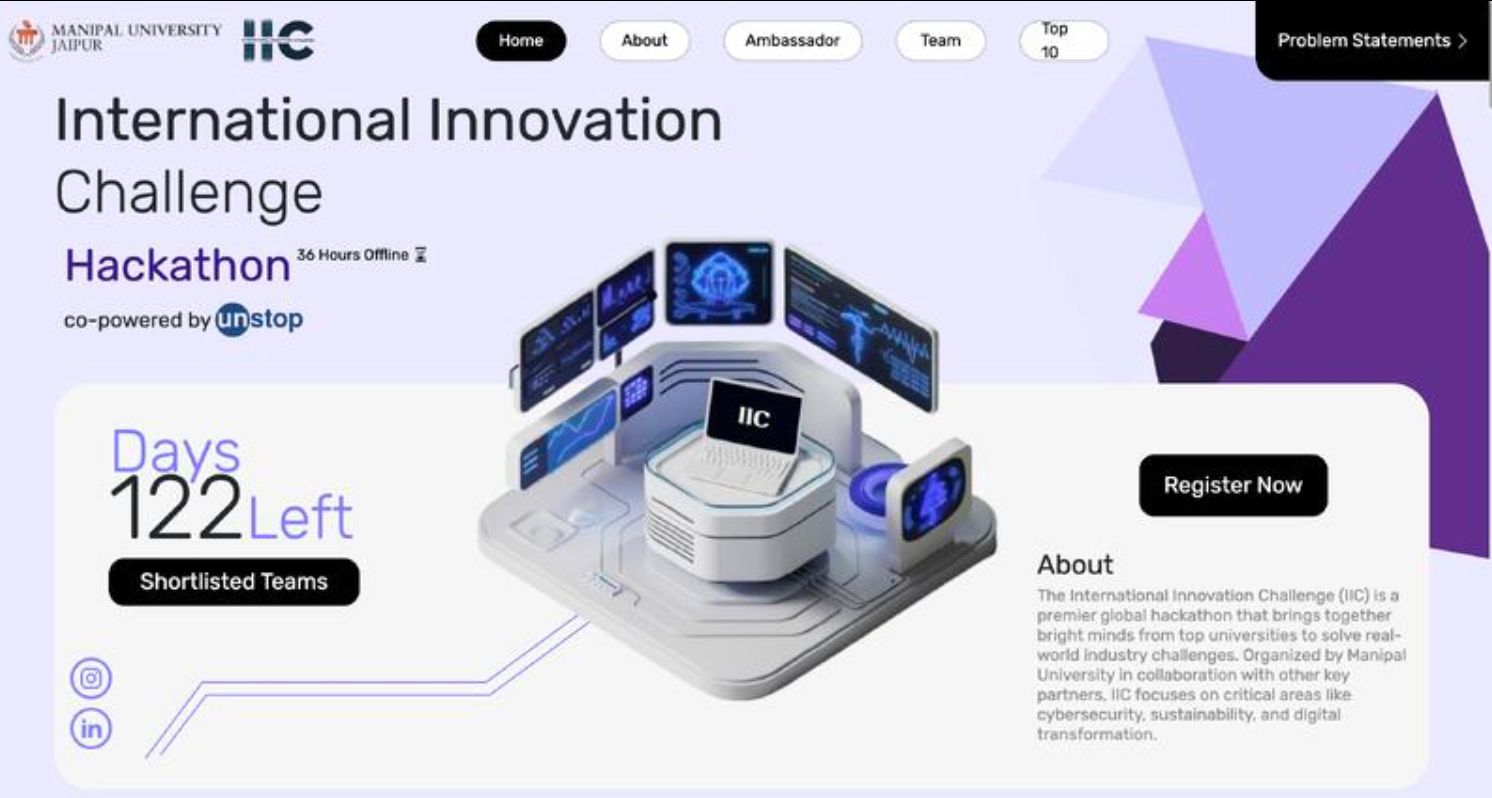 MANIPAL UNIVERSITY
JAIPUR
IIC
Home
About
Ambassador
Team
Top
10
Problem Statements >
International Innovation
Challenge
Hackathon 36 Hours Offline
co-powered by unstop
IIC
Days
122 Left
Shortlisted Teams
Register Now
About
The International Innovation Challenge (IIC) is a
premier global hackathon that brings together
bright minds from top universities to solve real-
world industry challenges. Organized by Manipal
University in collaboration with other key
partners, IIC focuses on critical areas like
cybersecurity, sustainability, and digital
transformation.
in